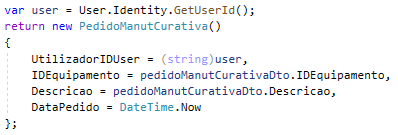 var user = User.Identity.GetUserId();
return new PedidoManutCurativa()
{
    UtilizadorIDUser = (string)user,
    IDEquipamento = pedidoManutCurativaDto.IDEquipamento,
    Descricao = pedidoManutCurativaDto.Descricao,
    DataPedido = DateTime.Now
};